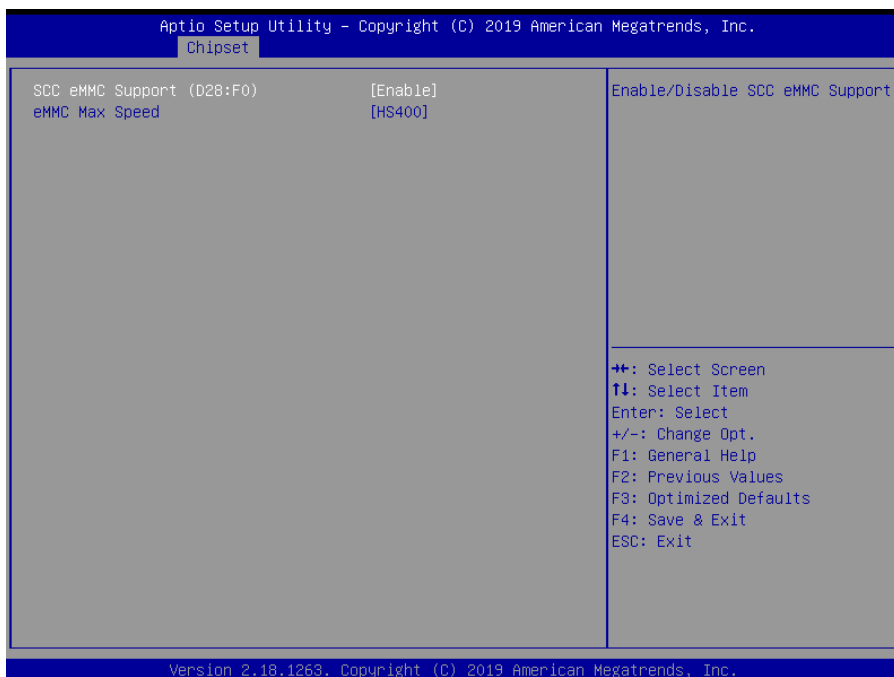 Aptio Setup Utility – Copyright (C) 2019 American Megatrends, Inc.
Chipset
SCC eMMC Support (D28:F0) [Enable]
eMMC Max Speed [HS400]
Enable/Disable SCC eMMC Support
→←: Select Screen
↑↓: Select Item
Enter: Select
+/-: Change Opt.
F1: General Help
F2: Previous Values
F3: Optimized Defaults
F4: Save & Exit
ESC: Exit
Version 2.18.1263. Copyright (C) 2019 American Megatrends, Inc.